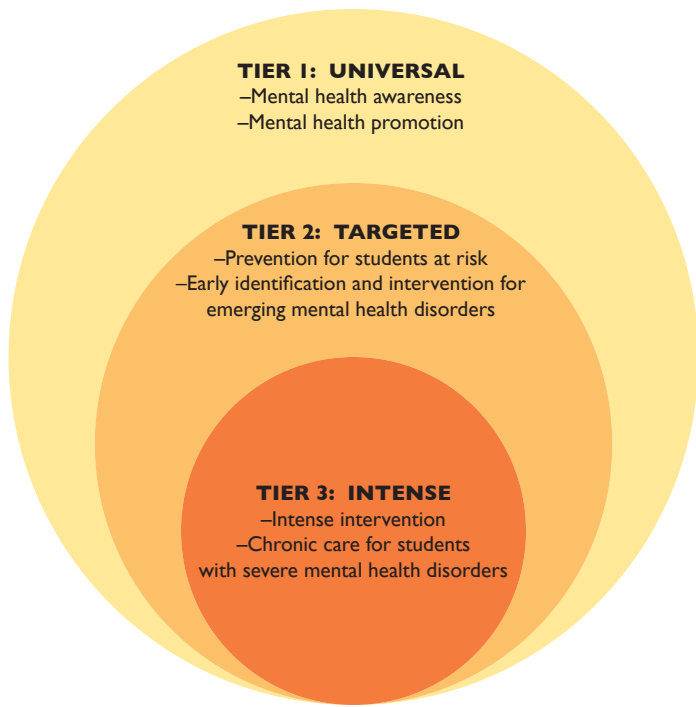 TIER 1: UNIVERSAL
–Mental health awareness
–Mental health promotion
TIER 2: TARGETED
–Prevention for students at risk
–Early identification and intervention for
emerging mental health disorders
TIER 3: INTENSE
–Intense intervention
–Chronic care for students
with severe mental health disorders